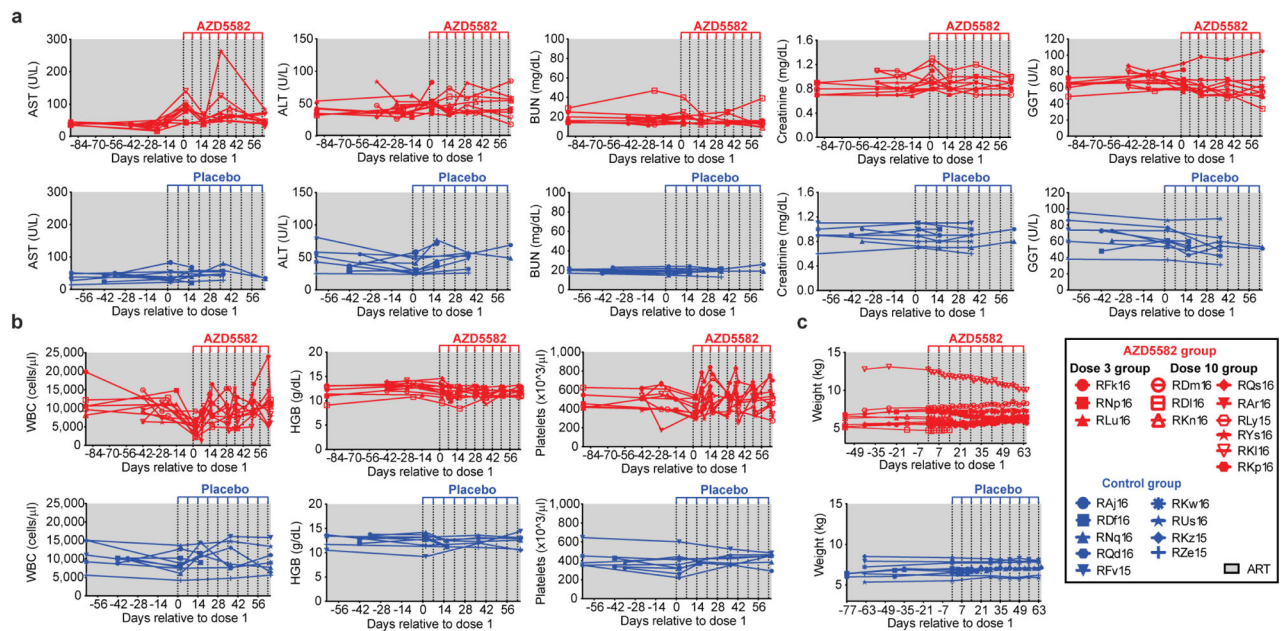 a
AZD5582
AST (U/L)
300
200
100
50
0
-84-70-56-42-28-14 0 14 28 42 56
Days relative to dose 1
AZD5582
ALT (U/L)
160
120
80
40
0
-84-70-56-42-28-14 0 14 28 42 56
Days relative to dose 1
AZD5582
BUN (mg/dL)
80
60
40
20
0
-84-70-56-42-28-14 0 14 28 42 56
Days relative to dose 1
AZD5582
Creatinine (mg/dL)
1.6
1.2
0.8
0.4
0
-84-70-56-42-28-14 0 14 28 42 56
Days relative to dose 1
AZD5582
GGT (U/L)
120
100
80
60
40
20
0
-84-70-56-42-28-14 0 14 28 42 56
Days relative to dose 1
Placebo
AST (U/L)
300
200
100
50
0
-56 -42 -28 -14 0 14 28 42 56
Days relative to dose 1
Placebo
ALT (U/L)
160
120
80
40
0
-56 -42 -28 -14 0 14 28 42 56
Days relative to dose 1
Placebo
BUN (mg/dL)
80
60
40
20
0
-56 -42 -28 -14 0 14 28 42 56
Days relative to dose 1
Placebo
Creatinine (mg/dL)
1.6
1.2
0.8
0.4
0
-56 -42 -28 -14 0 14 28 42 56
Days relative to dose 1
Placebo
GGT (U/L)
120
100
80
60
40
20
0
-56 -42 -28 -14 0 14 28 42 56
Days relative to dose 1
b
AZD5582
WBC (cells/µl)
25,000
20,000
15,000
10,000
5,000
0
-84-70-56-42-28-14 0 14 28 42 56
Days relative to dose 1
AZD5582
HGB (g/dL)
20
15
10
5
0
-84-70-56-42-28-14 0 14 28 42 56
Days relative to dose 1
AZD5582
Platelets (x10^3/µl)
1,000
800
600
400
200
0
-84-70-56-42-28-14 0 14 28 42 56
Days relative to dose 1
Placebo
WBC (cells/µl)
25,000
20,000
15,000
10,000
5,000
0
-56 -42 -28 -14 0 14 28 42 56
Days relative to dose 1
Placebo
HGB (g/dL)
20
15
10
5
0
-56 -42 -28 -14 0 14 28 42 56
Days relative to dose 1
Placebo
Platelets (x10^3/µl)
1,000
800
600
400
200
0
-56 -42 -28 -14 0 14 28 42 56
Days relative to dose 1
c
AZD5582
Weight (kg)
15
10
5
-49 -35 -21 -7 7 21 35 49 63
Days relative to dose 1
Placebo
Weight (kg)
15
10
5
-77 -63 -49 -35 -21 -7 7 21 35 49 63
Days relative to dose 1
AZD5582 group
Dose 3 group Dose 10 group
RFk16 RDm16 RQs16
RNp16 RDl16 RAr16
RLu16 RKn16 RLy15
RYs16
RKl16
RKp16
Control group
RAj16 RKw16
RDf16 RUs16
RNq16 RKz15
RQd16 RZe15
RFv15
ART